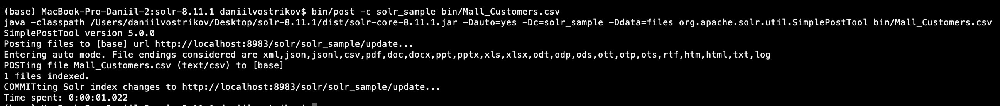 [(base) MacBook-Pro-Daniil-2:solr-8.11.1 daniilvostrikov$ bin/post -c solr_sample bin/Mall_Customers.csv
java -classpath /Users/daniilvostrikov/Desktop/solr-8.11.1/dist/solr-core-8.11.1.jar -Dauto=yes -Dc=solr_sample -Ddata=files org.apache.solr.util.SimplePostTool bin/Mall_Customers.csv
SimplePostTool version 5.0.0
Posting files to [base] url http://localhost:8983/solr/solr_sample/update...
Entering auto mode. File endings considered are xml,json,jsonl,csv,pdf,doc,docx,ppt,pptx,xls,xlsx,odt,odp,ods,ott,otp,ots,rtf,htm,html,txt,log
POSTing file Mall_Customers.csv (text/csv) to [base]
1 files indexed.
COMMITting Solr index changes to http://localhost:8983/solr/solr_sample/update...
Time spent: 0:00:01.022